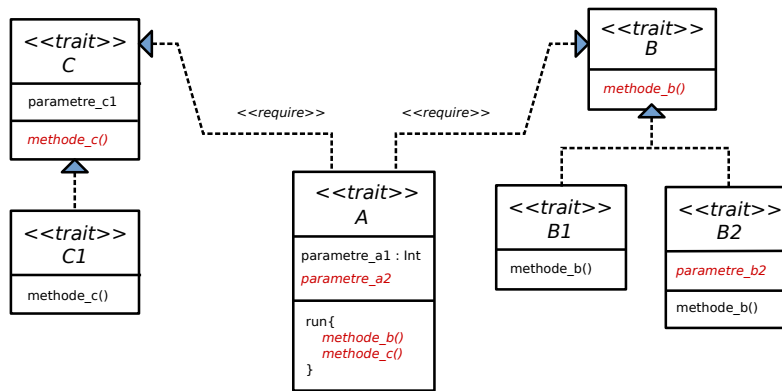 <<trait>>
C
parametre_c1
methode_c()
<<trait>>
C1
methode_c()
<<require>>
<<require>>
<<trait>>
A
parametre_a1 : Int
parametre_a2
run{
methode_b()
methode_c()
}
<<trait>>
B
methode_b()
<<trait>>
B1
methode_b()
<<trait>>
B2
parametre_b2
methode_b()